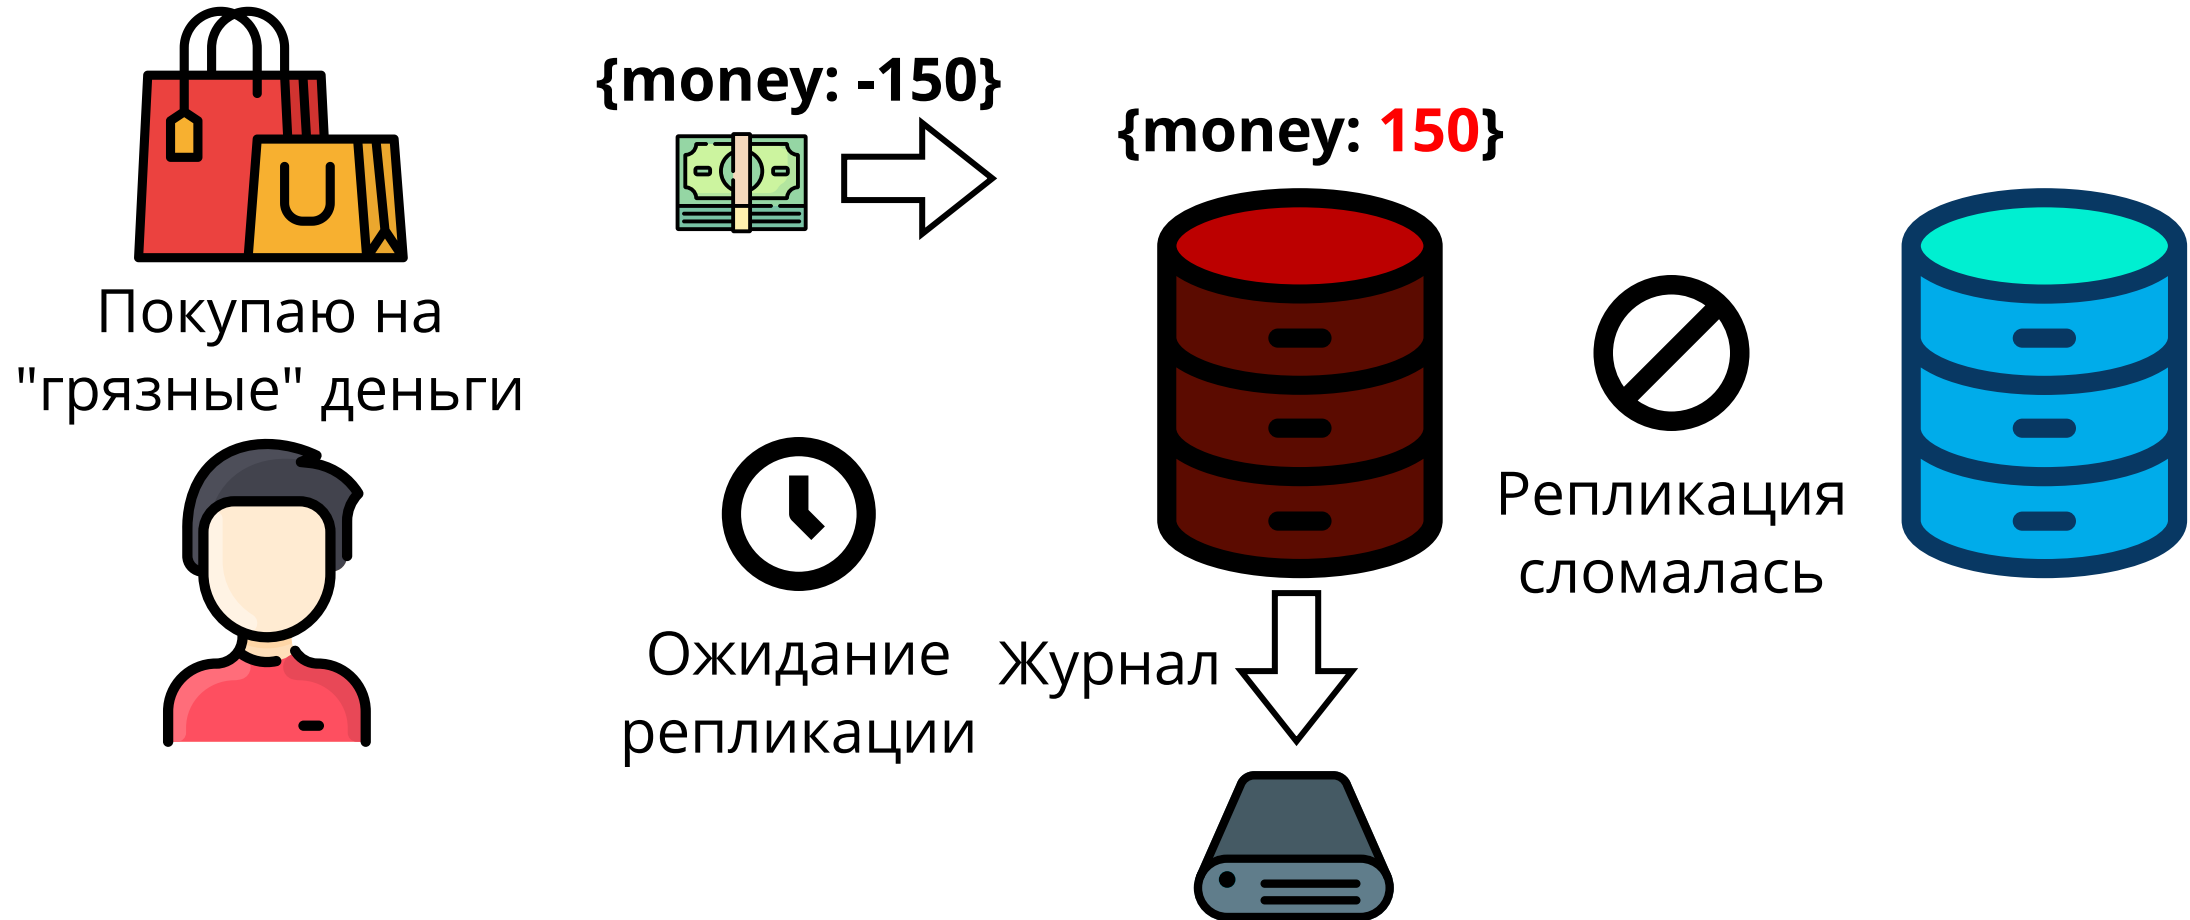 {money: -150}
{money: 150}
Покупаю на
"грязные" деньги
Репликация
сломалась
Ожидание
репликации
Журнал